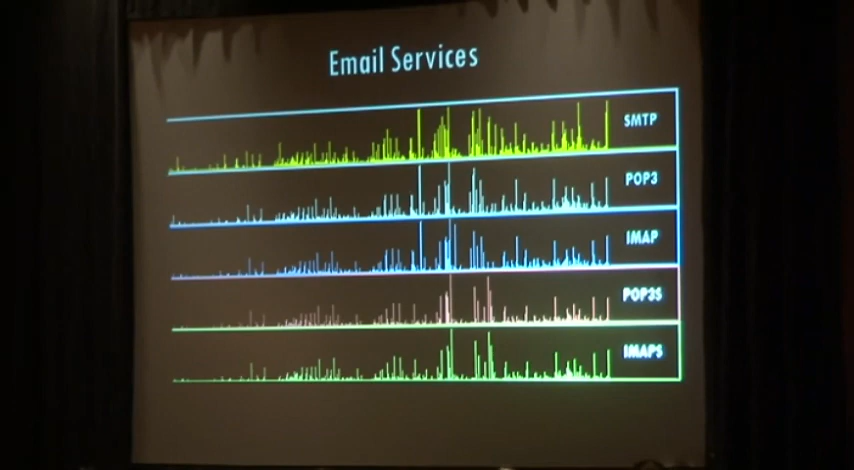 Email Services
SMTP
POP3
IMAP
POP3S
IMAPS